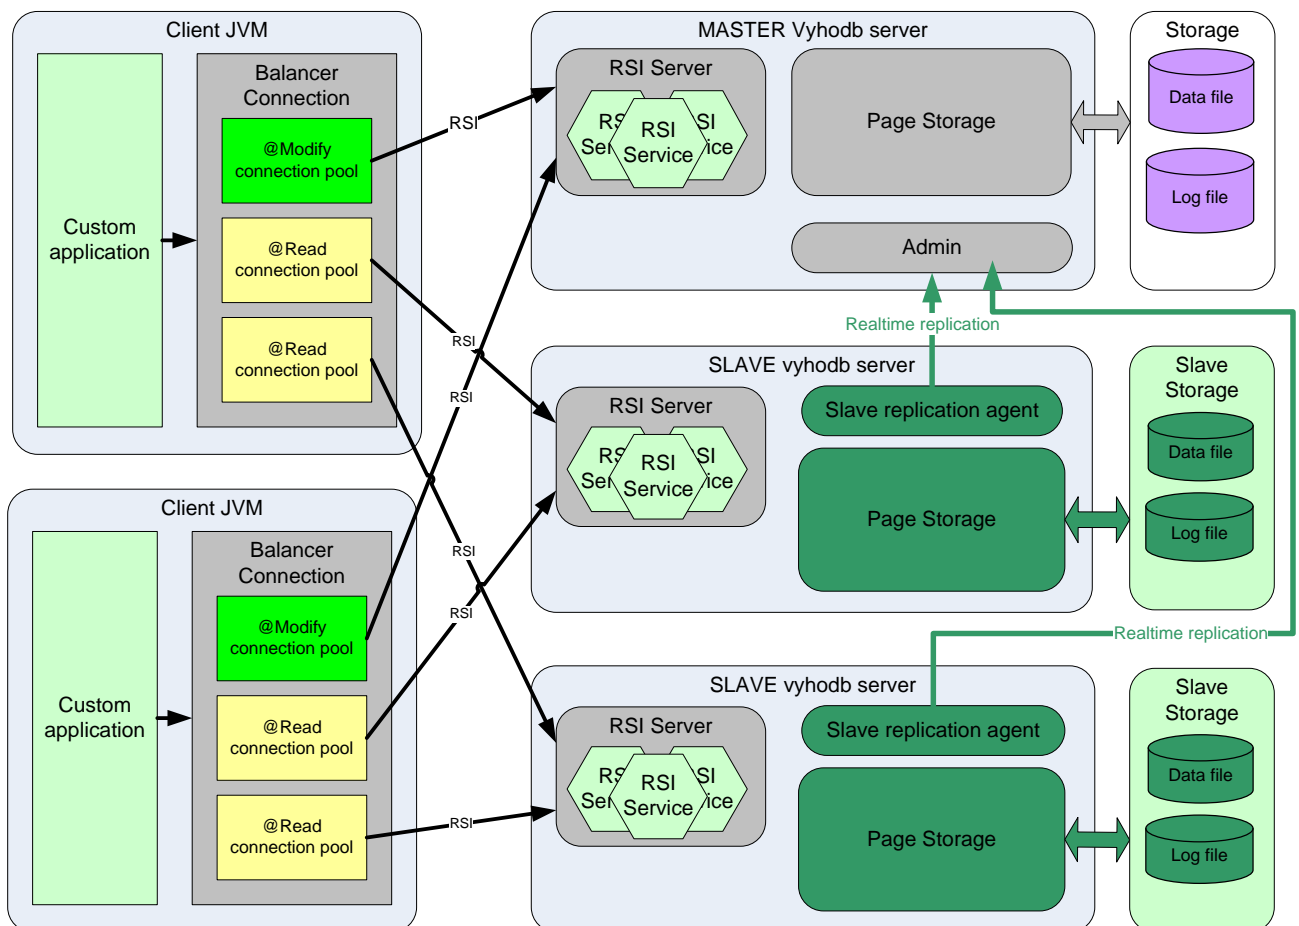 Client JVM
Custom
application
Balancer
Connection
@Modify
connection pool
@Read
connection pool
@Read
connection pool
RSI
RSI
RSI
MASTER Vyhodb server
RSI Server
RSI
Service
RSI
Service
Page Storage
Admin
Storage
Data file
Log file
Realtime replication
SLAVE vyhodb server
RSI Server
RSI
Service
Slave replication agent
Page Storage
Slave
Storage
Data file
Log file
Client JVM
Custom
application
Balancer
Connection
@Modify
connection pool
@Read
connection pool
@Read
connection pool
RSI
RSI
RSI
Realtime replication
SLAVE vyhodb server
RSI Server
RSI
Service
Slave replication agent
Page Storage
Slave
Storage
Data file
Log file